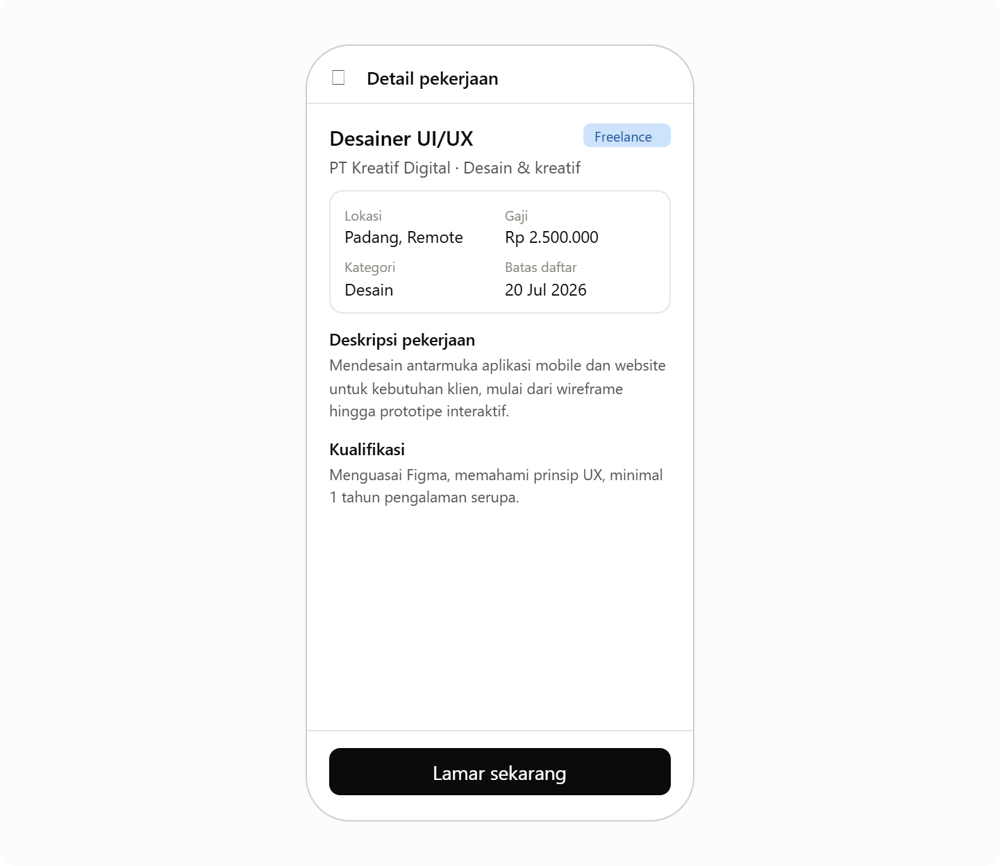 Detail pekerjaan
Desainer UI/UX
Freelance
PT Kreatif Digital · Desain & kreatif
Lokasi
Gaji
Padang, Remote
Rp 2.500.000
Kategori
Batas daftar
Desain
20 Jul 2026
Deskripsi pekerjaan
Mendesain antarmuka aplikasi mobile dan website
untuk kebutuhan klien, mulai dari wireframe
hingga prototipe interaktif.
Kualifikasi
Menguasai Figma, memahami prinsip UX, minimal
1 tahun pengalaman serupa.
Lamar sekarang